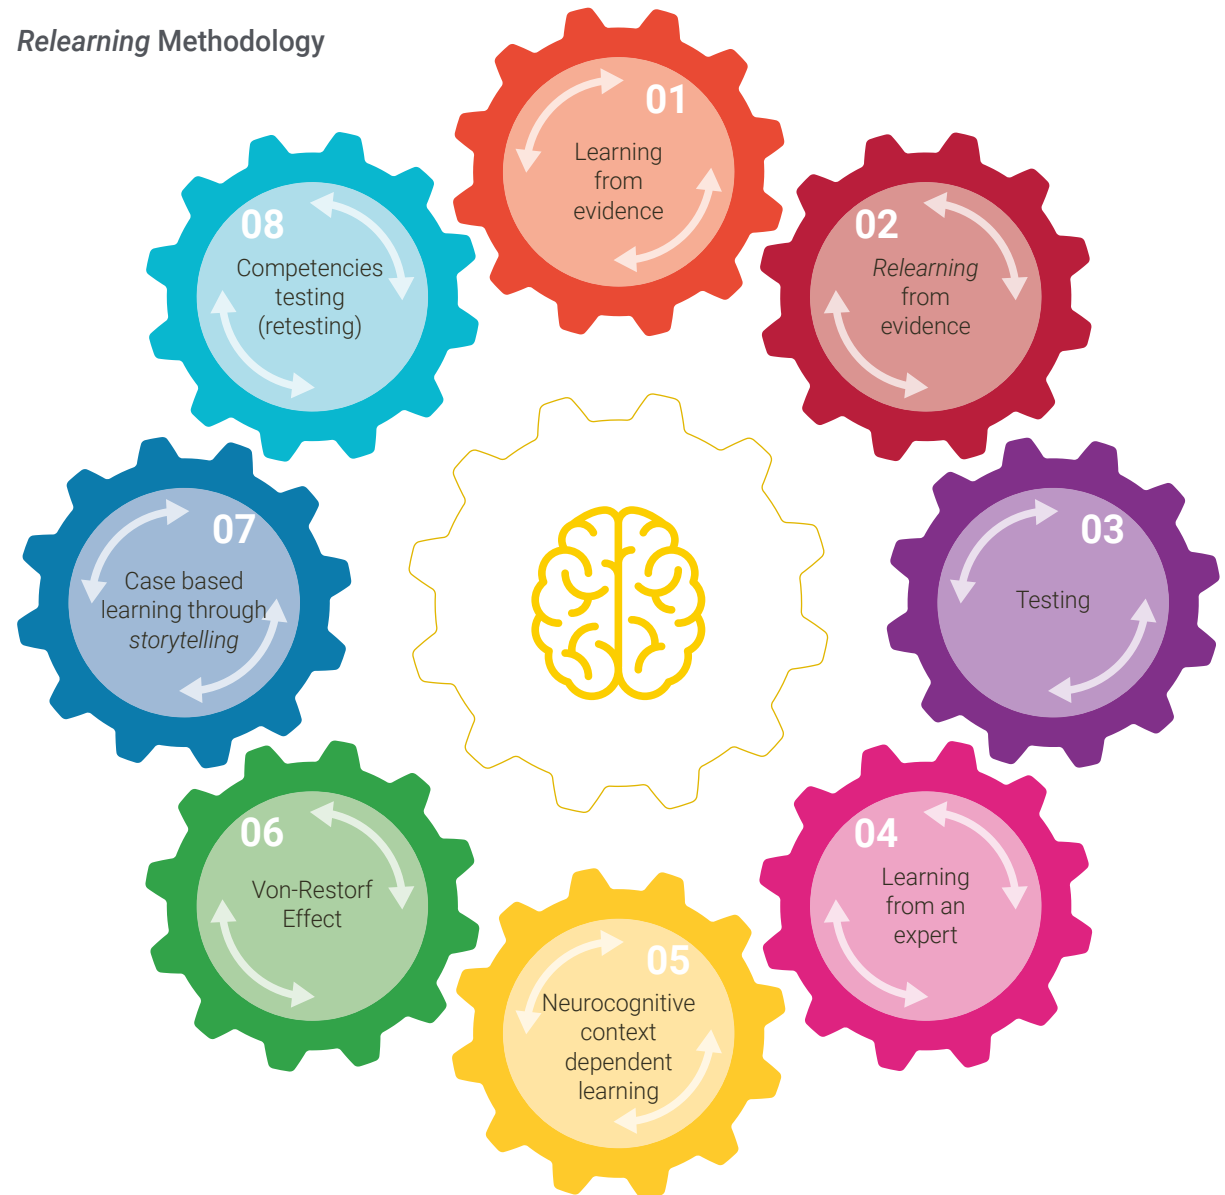 Relearning Methodology
01
Learning
from
evidence
02
Relearning
from
evidence
03
Testing
04
Learning
from an
expert
05
Neurocognitive
context
dependent
learning
06
Von-Restorf
Effect
07
Case based
learning through
storytelling
08
Competencies
testing
(retesting)